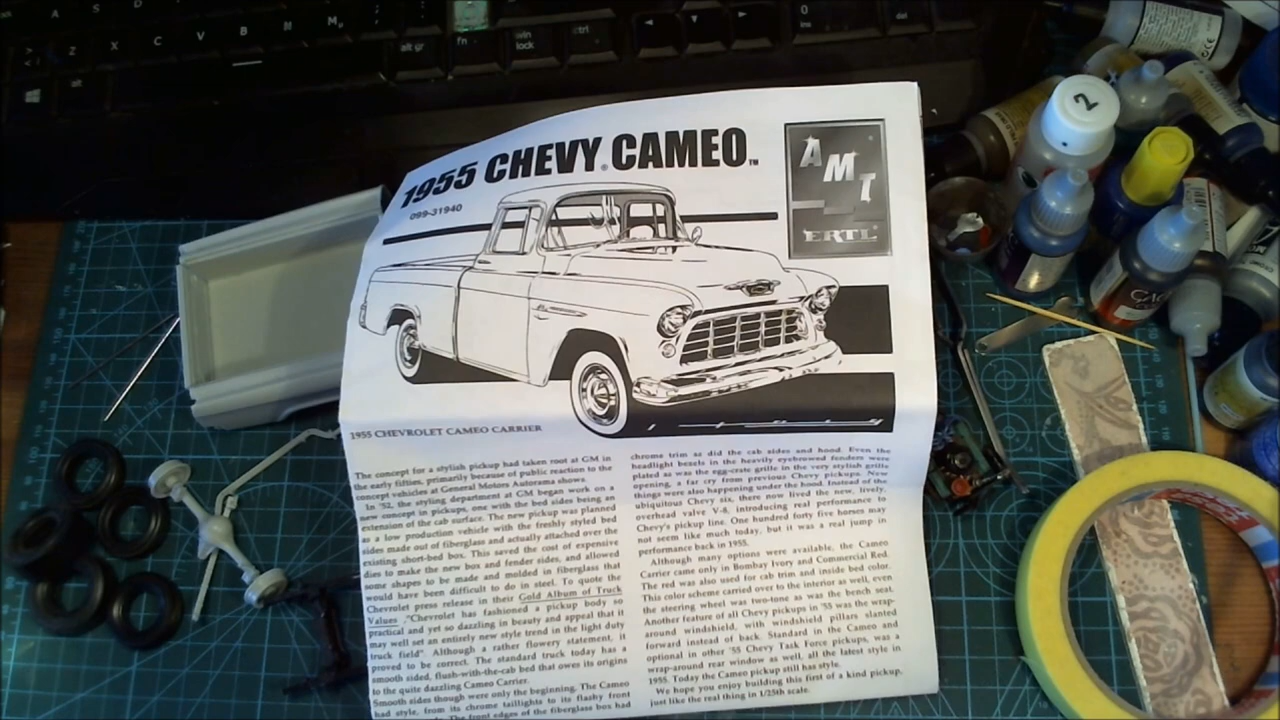 1955 CHEVY CAMEO™
099-31940
AMT
ERTL
1955 CHEVROLET CAMEO CARRIER
The concept for a stylish pickup had taken root at GM in
the early fifties, primarily because of public reaction to the
concept vehicles at General Motors Autorama shows.
In '52, the styling department at GM began work on a
new concept in pickups, one with the bed sides being an
extension of the cab surface. The new pickup was planned
as a low production vehicle with the freshly styled bed
sides made out of fiberglass and actually attached over the
existing short-bed box. This saved the cost of expensive
dies to make the new box and fender sides, and allowed
some shapes to be made and molded in fiberglass that
would have been difficult to do in steel. To quote the
Chevrolet press release in their Gold Album of Truck
Values, "Chevrolet has fashioned a pickup body so
practical and yet so dazzling in beauty and appeal that it
may well set an entirely new style trend in the light duty
truck field". Although a rather flowery statement, it
proved to be correct. The standard truck today has a
smooth sided, flush-with-the-cab bed that owes its origins
to the quite dazzling Cameo Carrier.
Smooth sides though were only the beginning. The Cameo
had style, from its chrome taillights to its flashy front
The front edges of the fiberglass box had
chrome trim as did the cab sides and hood. Even the
headlight bezels in the heavily eyebrowed fenders were
plated as was the egg-crate grille in the very stylish grille
opening, a far cry from previous Chevy pickups. New
things were also happening under the hood. Instead of the
ubiquitious Chevy six, there now lived the new, lively,
overhead valve V-8, introducing real performance to
Chevy's pickup line. One hundred forty five horses may
not seem like much today, but it was a real jump in
performance back in 1955.
Although many options were available, the Cameo
Carrier came only in Bombay Ivory and Commercial Red.
The red was also used for cab trim and inside bed color.
This color scheme carried over to the interior as well, even
the steering wheel was two-tone as was the bench seat.
Another feature of all Chevy pickups in '55 was the wrap-
around windshield, with windshield pillars slanted
forward instead of back. Standard in the Cameo and
optional in other '55 Chevy Task Force pickups, was a
wrap-around rear window as well, all the latest style in
1955. Today the Cameo pickup still has style.
We hope you enjoy building this first of a kind pickup,
just like the real thing in 1/25th scale.
A S D
Z X C V B N M
alt gr fn win lock ctrl
0 ins
del
2